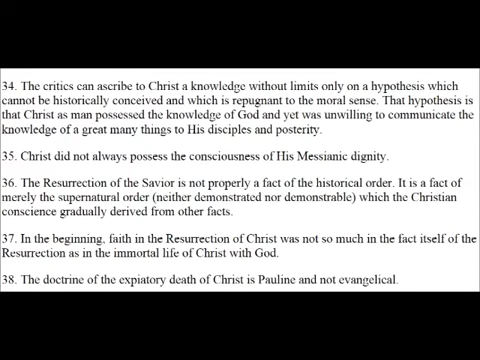 34. The critics can ascribe to Christ a knowledge without limits only on a hypothesis which
cannot be historically conceived and which is repugnant to the moral sense. That hypothesis is
that Christ as man possessed the knowledge of God and yet was unwilling to communicate the
knowledge of a great many things to His disciples and posterity.
35. Christ did not always possess the consciousness of His Messianic dignity.
36. The Resurrection of the Savior is not properly a fact of the historical order. It is a fact of
merely the supernatural order (neither demonstrated nor demonstrable) which the Christian
conscience gradually derived from other facts.
37. In the beginning, faith in the Resurrection of Christ was not so much in the fact itself of the
Resurrection as in the immortal life of Christ with God.
38. The doctrine of the expiatory death of Christ is Pauline and not evangelical.